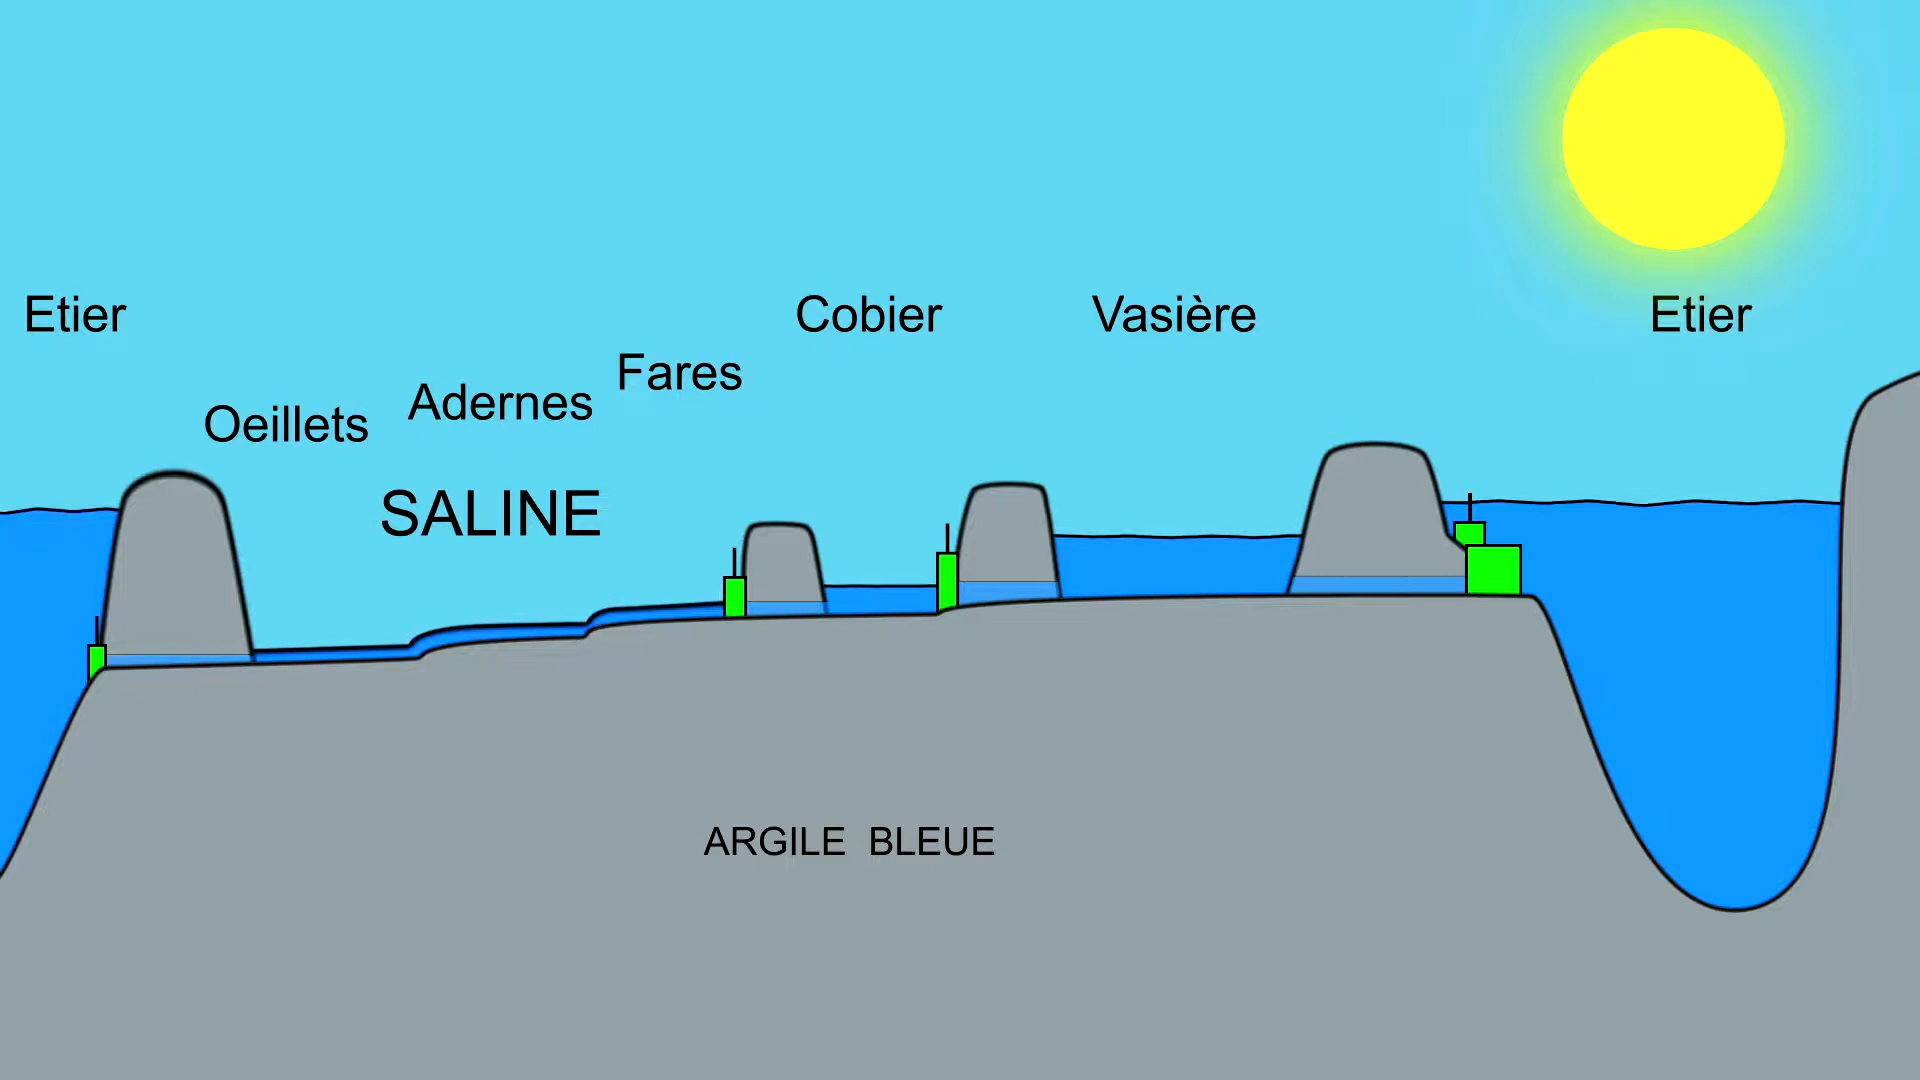 Etier
Cobier
Vasière
Etier
Fares
Adernes
Oeillets
SALINE
ARGILE BLEUE